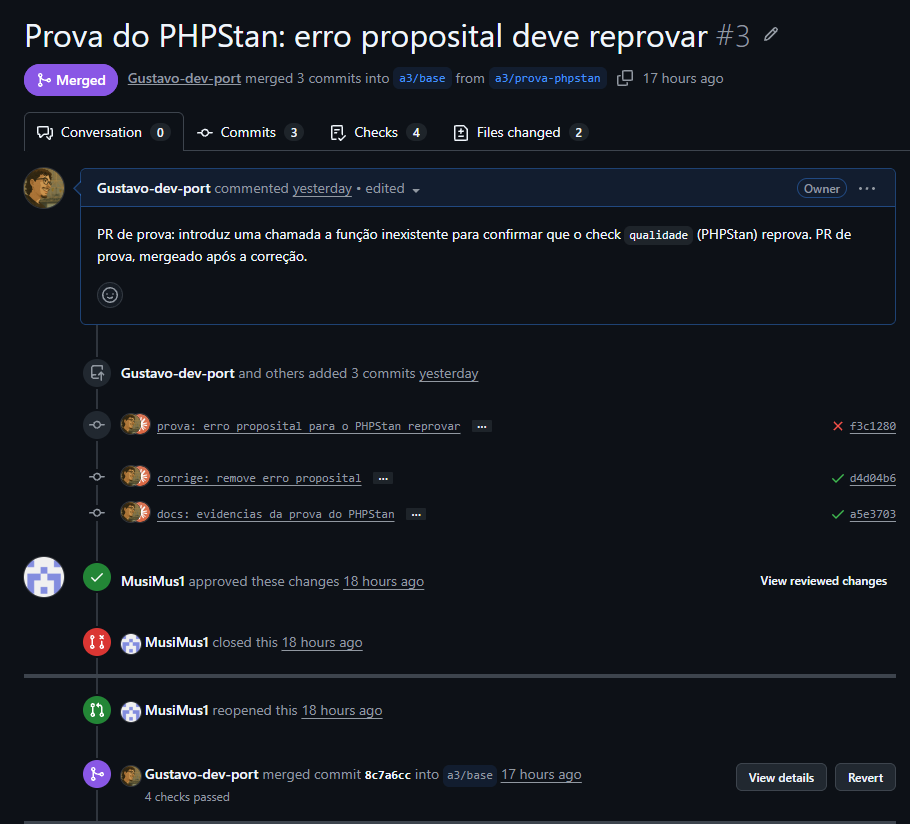 Prova do PHPStan: erro proposital deve reprovar #3
Merged Gustavo-dev-port merged 3 commits into a3/base from a3/prova-phpstan 17 hours ago
Conversation 0 Commits 3 Checks 4 Files changed 2
Gustavo-dev-port commented yesterday • edited Owner ...
PR de prova: introduz uma chamada a função inexistente para confirmar que o check qualidade (PHPStan) reprova. PR de
prova, mergeado após a correção.
Gustavo-dev-port and others added 3 commits yesterday
prova: erro proposital para o PHPStan reprovar ... f3c1280
corrige: remove erro proposital ... d4d04b6
docs: evidencias da prova do PHPStan ... a5e3703
MusiMus1 approved these changes 18 hours ago View reviewed changes
MusiMus1 closed this 18 hours ago
MusiMus1 reopened this 18 hours ago
Gustavo-dev-port merged commit 8c7a6cc into a3/base 17 hours ago View details Revert
4 checks passed